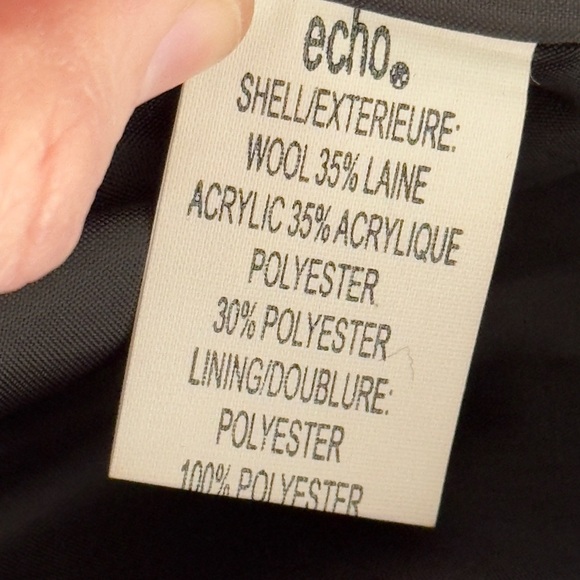 echo®
SHELL/EXTERIEURE:
WOOL 35% LAINE
ACRYLIC 35% ACRYLIQUE
POLYESTER
30% POLYESTER
LINING/DOUBLURE:
POLYESTER
100% POLYESTER